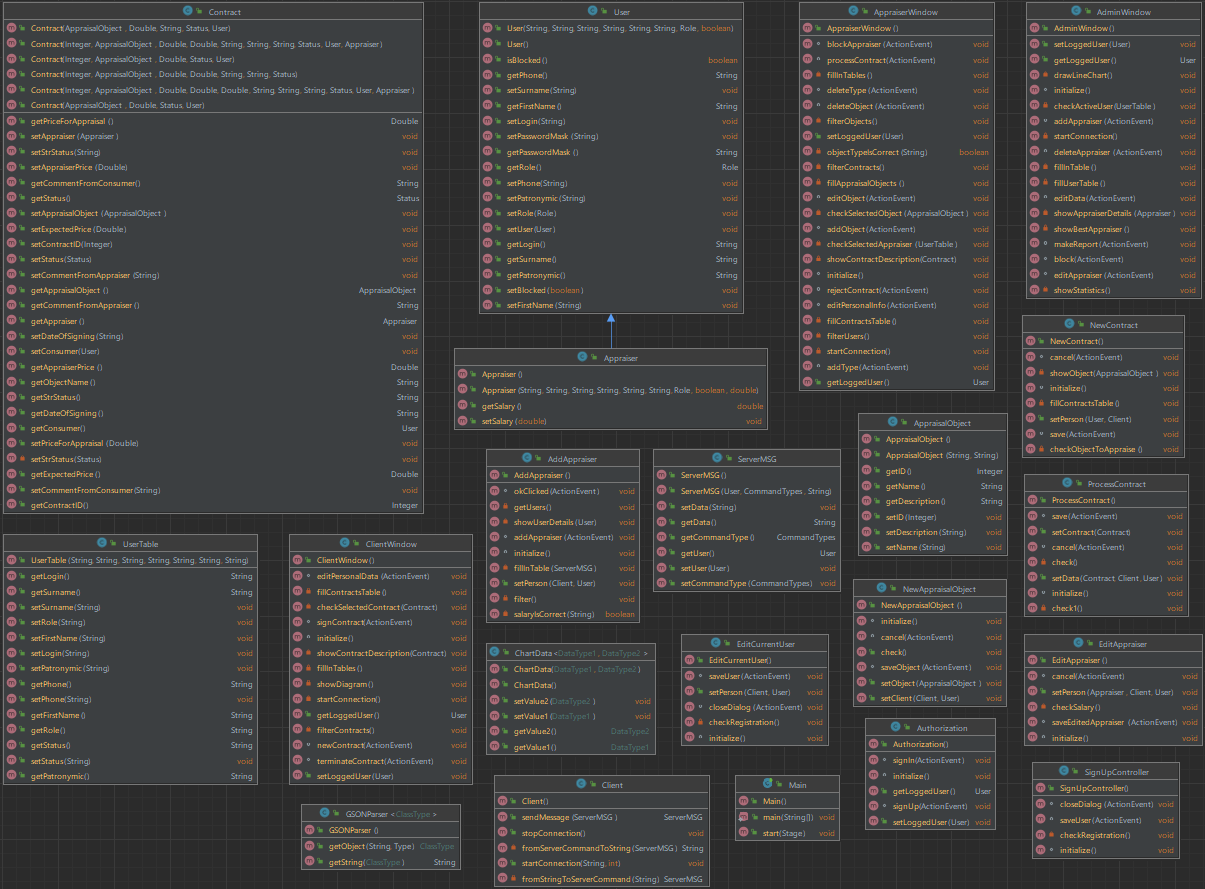 Contract
Contract(AppraisalObject , Double, String, Status, User)
Contract(Integer, AppraisalObject , Double, Double, String, String, String, Status, User, Appraiser)
Contract(Integer, AppraisalObject , Double, Status, User)
Contract(Integer, AppraisalObject , Double, Double, String, String, Status)
Contract(Integer, AppraisalObject , Double, Double, Double, String, String, String, Status, User, Appraiser )
Contract(AppraisalObject , Double, Status, User)
getPriceForAppraisal () Double
setAppraiser (Appraiser ) void
setStrStatus(String) void
setAppraiserPrice (Double) void
getCommentFromConsumer() String
getStatus() Status
setAppraisalObject (AppraisalObject ) void
setExpectedPrice (Double) void
setContractID(Integer) void
setStatus(Status) void
setCommentFromAppraiser (String) void
getAppraisalObject () AppraisalObject
getCommentFromAppraiser () String
getAppraiser () Appraiser
setDateOfSigning (String) void
setConsumer(User) void
getAppraiserPrice () Double
getObjectName () String
getStrStatus() String
getDateOfSigning () String
getConsumer() User
setPriceForAppraisal (Double) void
setStrStatus(Status) void
getExpectedPrice () Double
setCommentFromConsumer(String) void
getContractID() Integer
User
User(String, String, String, String, String, String, Role, boolean)
User()
isBlocked() boolean
getPhone() String
setSurname(String) void
getFirstName () String
setLogin(String) void
setPasswordMask (String) void
getPasswordMask () String
getRole() Role
setPhone(String) void
setPatronymic(String) void
setRole(Role) void
setUser(User) void
getLogin() String
getSurname() String
getPatronymic() String
setBlocked(boolean) void
setFirstName (String) void
AppraiserWindow
AppraiserWindow ()
blockAppraiser (ActionEvent) void
processContract(ActionEvent) void
fillInTables () void
deleteType (ActionEvent) void
deleteObject (ActionEvent) void
filterObjects() void
setLoggedUser(User) void
objectTypeIsCorrect (String) boolean
filterContracts() void
fillAppraisalObjects () void
editObject(ActionEvent) void
checkSelectedObject (AppraisalObject ) void
addObject(ActionEvent) void
checkSelectedAppraiser (UserTable ) void
showContractDescription(Contract) void
initialize() void
rejectContract(ActionEvent) void
editPersonalInfo(ActionEvent) void
fillContractsTable () void
filterUsers() void
startConnection() void
addType(ActionEvent) void
getLoggedUser() User
AdminWindow
AdminWindow ()
setLoggedUser(User) void
getLoggedUser() User
drawLineChart() void
initialize() void
checkActiveUser(UserTable ) void
addAppraiser (ActionEvent) void
startConnection() void
deleteAppraiser (ActionEvent) void
fillInTable () void
fillUserTable () void
editData(ActionEvent) void
showAppraiserDetails (Appraiser ) void
showBestAppraiser () void
makeReport (ActionEvent) void
block(ActionEvent) void
editAppraiser (ActionEvent) void
showStatistics() void
NewContract
NewContract()
cancel(ActionEvent) void
showObject(AppraisalObject ) void
initialize() void
fillContractsTable () void
setPerson (User, Client) void
save(ActionEvent) void
checkObjectToAppraise () void
Appraiser
Appraiser ()
Appraiser (String, String, String, String, String, String, Role, boolean, double)
getSalary () double
setSalary (double) void
AppraisalObject
AppraisalObject ()
AppraisalObject (String, String)
getID() Integer
getName() String
getDescription() String
setID(Integer) void
setDescription (String) void
setName(String) void
AddAppraiser
AddAppraiser ()
okClicked(ActionEvent) void
getUsers() void
showUserDetails (User) void
addAppraiser (ActionEvent) void
initialize() void
fillInTable (ServerMSG ) void
setPerson (Client, User) void
filter() void
salaryIsCorrect (String) boolean
ServerMSG
ServerMSG ()
ServerMSG (User, CommandTypes , String)
setData(String) void
getData() String
getCommandType () CommandTypes
getUser() User
setUser(User) void
setCommandType (CommandTypes) void
ProcessContract
ProcessContract()
save(ActionEvent) void
setContract(Contract) void
cancel(ActionEvent) void
check() void
setData(Contract, Client, User) void
initialize() void
check1() void
UserTable
UserTable (String, String, String, String, String, String, String)
getLogin() String
getSurname() String
setSurname(String) void
setRole(String) void
setFirstName (String) void
setLogin(String) void
setPatronymic (String) void
getPhone() String
setPhone(String) void
getFirstName () String
getRole() String
getStatus() String
setStatus(String) void
getPatronymic() String
ClientWindow
ClientWindow ()
editPersonalData (ActionEvent) void
fillContractsTable () void
checkSelectedContract (Contract) void
signContract(ActionEvent) void
initialize() void
showContractDescription (Contract) void
fillInTables () void
showDiagram() void
startConnection() void
getLoggedUser() User
filterContracts() void
newContract(ActionEvent) void
terminateContract(ActionEvent) void
setLoggedUser(User) void
NewAppraisalObject
NewAppraisalObject ()
initialize() void
cancel(ActionEvent) void
check() void
saveObject (ActionEvent) void
setObject(AppraisalObject ) void
setClient(Client, User) void
ChartData <DataType1 , DataType2 >
ChartData(DataType1 , DataType2 )
ChartData()
setValue2(DataType2 ) void
setValue1 (DataType1 ) void
getValue2() DataType2
getValue1() DataType1
EditCurrentUser
EditCurrentUser()
saveUser (ActionEvent) void
setPerson (Client, User) void
closeDialog (ActionEvent) void
checkRegistration() void
initialize() void
EditAppraiser
EditAppraiser ()
cancel(ActionEvent) void
setPerson (Appraiser , Client, User) void
checkSalary() void
saveEditedAppraiser (ActionEvent) void
initialize() void
Authorization
Authorization()
signIn(ActionEvent) void
initialize() void
getLoggedUser() User
signUp(ActionEvent) void
setLoggedUser (User) void
SignUpController
SignUpController()
closeDialog (ActionEvent) void
saveUser (ActionEvent) void
checkRegistration() void
initialize() void
GSONParser <ClassType >
GSONParser ()
getObject(String, Type) ClassType
getString(ClassType ) String
Client
Client()
sendMessage (ServerMSG ) ServerMSG
stopConnection() void
fromServerCommandToString (ServerMSG ) String
startConnection(String, int) void
fromStringToServerCommand (String) ServerMSG
Main
Main()
main(String[]) void
start(Stage) void